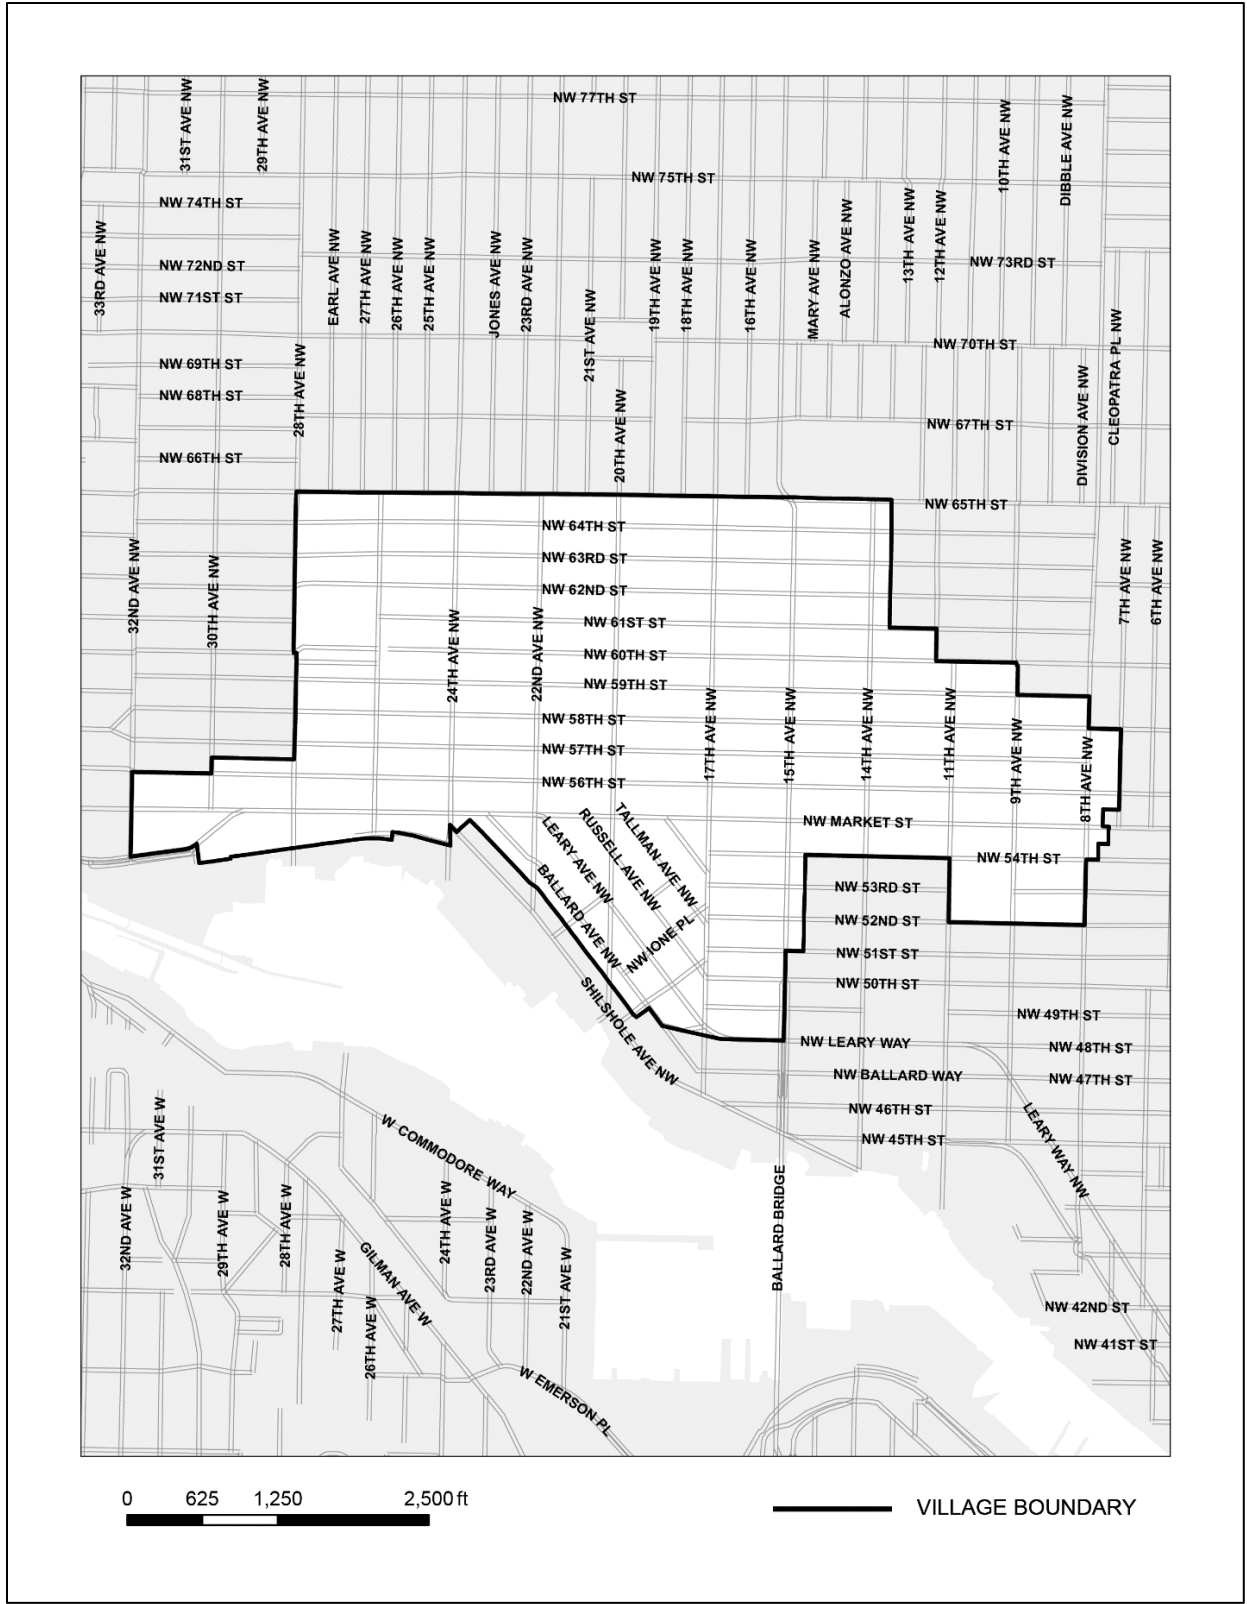 NW 77TH ST
31ST AVE NW
29TH AVE NW
10TH AVE NW
DIBBLE AVE NW
NW 75TH ST
NW 74TH ST
33RD AVE NW
EARL AVE NW
27TH AVE NW
26TH AVE NW
25TH AVE NW
JONES AVE NW
23RD AVE NW
21ST AVE NW
19TH AVE NW
18TH AVE NW
16TH AVE NW
MARY AVE NW
ALONZO AVE NW
13TH AVE NW
12TH AVE NW
NW 73RD ST
NW 72ND ST
NW 71ST ST
NW 70TH ST
CLEOPATRA PL NW
NW 69TH ST
28TH AVE NW
NW 68TH ST
20TH AVE NW
DIVISION AVE NW
NW 67TH ST
NW 66TH ST
NW 65TH ST
NW 64TH ST
32ND AVE NW
30TH AVE NW
NW 63RD ST
NW 62ND ST
7TH AVE NW
6TH AVE NW
24TH AVE NW
22ND AVE NW
NW 61ST ST
NW 60TH ST
NW 59TH ST
17TH AVE NW
15TH AVE NW
14TH AVE NW
11TH AVE NW
9TH AVE NW
8TH AVE NW
NW 58TH ST
NW 57TH ST
NW 56TH ST
NW MARKET ST
TALLMAN AVE NW
RUSSELL AVE NW
LEARY AVE NW
BALLARD AVE NW
NW IONE PL
NW 54TH ST
NW 53RD ST
NW 52ND ST
NW 51ST ST
NW 50TH ST
SHILSHOLE AVE NW
NW 49TH ST
NW LEARY WAY
NW 48TH ST
NW BALLARD WAY
NW 47TH ST
NW 46TH ST
NW 45TH ST
LEARY WAY NW
31ST AVE W
W COMMODORE WAY
32ND AVE W
29TH AVE W
28TH AVE W
27TH AVE W
26TH AVE W
GILMAN AVE W
24TH AVE W
23RD AVE W
22ND AVE W
21ST AVE W
BALLARD BRIDGE
NW 42ND ST
NW 41ST ST
W EMERSON PL
0 625 1,250 2,500 ft
VILLAGE BOUNDARY